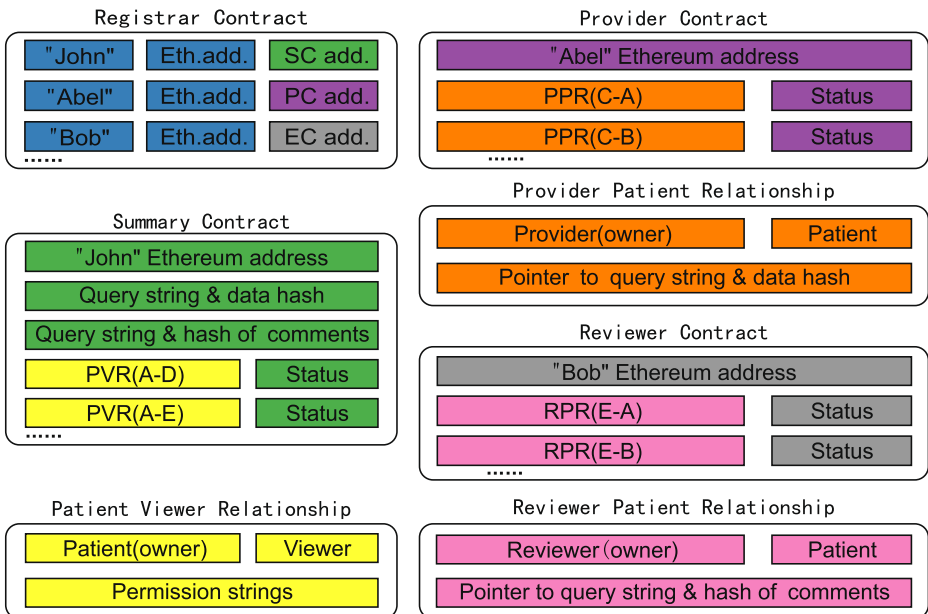 Registrar Contract
"John" Eth.add. SC add.
"Abel" Eth.add. PC add.
"Bob" Eth.add. EC add.
......
Summary Contract
"John" Ethereum address
Query string & data hash
Query string & hash of comments
PVR(A-D) Status
PVR(A-E) Status
......
Patient Viewer Relationship
Patient(owner) Viewer
Permission strings
Provider Contract
"Abel" Ethereum address
PPR(C-A) Status
PPR(C-B) Status
......
Provider Patient Relationship
Provider(owner) Patient
Pointer to query string & data hash
Reviewer Contract
"Bob" Ethereum address
RPR(E-A) Status
RPR(E-B) Status
......
Reviewer Patient Relationship
Reviewer(owner) Patient
Pointer to query string & hash of comments